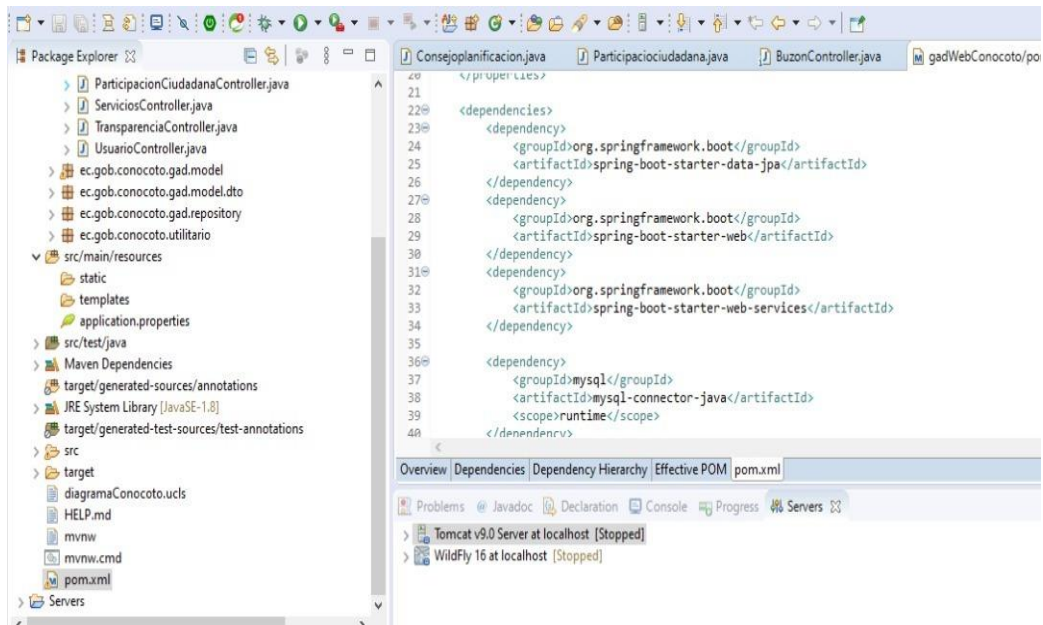 Package Explorer
ParticipacionCiudadanaController.java
ServiciosController.java
TransparenciaController.java
UsuarioController.java
ec.gob.conocoto.gad.model
ec.gob.conocoto.gad.model.dto
ec.gob.conocoto.gad.repository
ec.gob.conocoto.utilitario
src/main/resources
static
templates
application.properties
src/test/java
Maven Dependencies
target/generated-sources/annotations
JRE System Library [JavaSE-1.8]
target/generated-test-sources/test-annotations
src
target
diagramaConocoto.ucls
HELP.md
mvnw
mvnw.cmd
pom.xml
Servers
Consejoplanificacion.java Participaciociudadana.java BuzonController.java gadWebConocoto/po
20 </properties>
21
22 <dependencies>
23 <dependency>
24 <groupId>org.springframework.boot</groupId>
25 <artifactId>spring-boot-starter-data-jpa</artifactId>
26 </dependency>
27 <dependency>
28 <groupId>org.springframework.boot</groupId>
29 <artifactId>spring-boot-starter-web</artifactId>
30 </dependency>
31 <dependency>
32 <groupId>org.springframework.boot</groupId>
33 <artifactId>spring-boot-starter-web-services</artifactId>
34 </dependency>
35
36 <dependency>
37 <groupId>mysql</groupId>
38 <artifactId>mysql-connector-java</artifactId>
39 <scope>runtime</scope>
40 </dependency>
Overview Dependencies Dependency Hierarchy Effective POM pom.xml
Problems Javadoc Declaration Console Progress Servers
Tomcat v9.0 Server at localhost [Stopped]
WildFly 16 at localhost [Stopped]